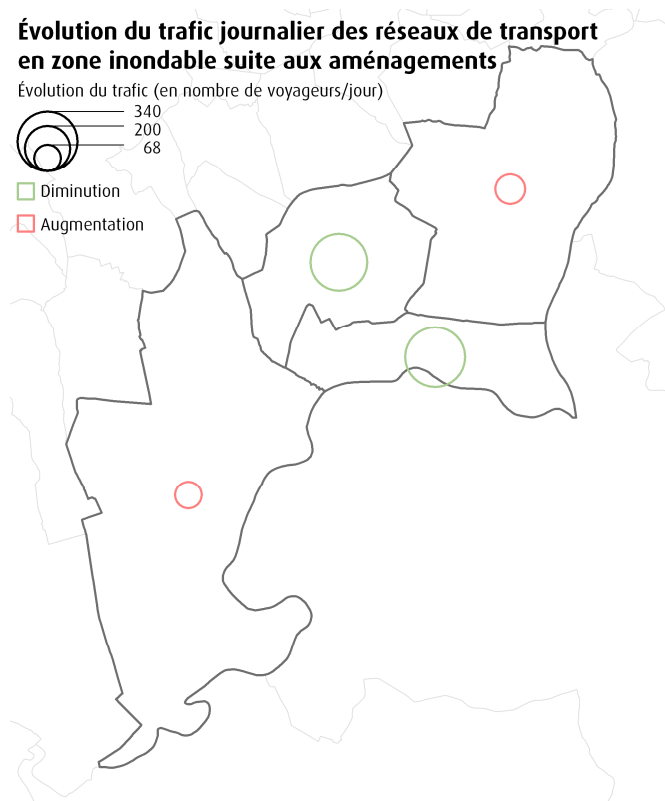 Évolution du trafic journalier des réseaux de transport
en zone inondable suite aux aménagements
Évolution du trafic (en nombre de voyageurs/jour)
340
200
68
Diminution
Augmentation